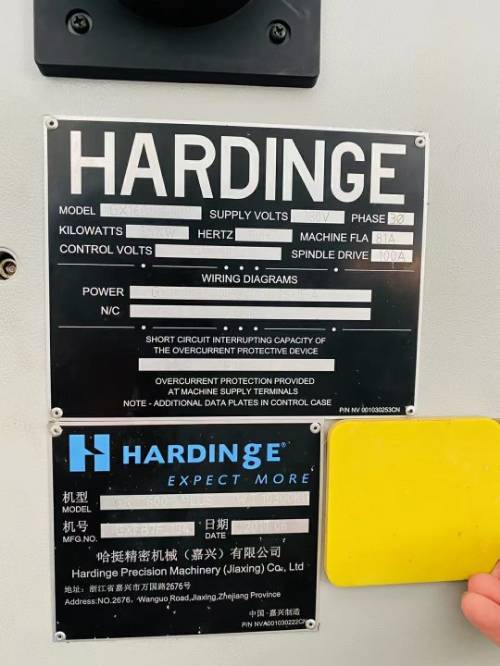 HARDINGE
MODEL SUPPLY VOLTS PHASE 3Ø
KILOWATTS HERTZ MACHINE FLA 81A
CONTROL VOLTS SPINDLE DRIVE 100A
WIRING DIAGRAMS
POWER
N/C
SHORT CIRCUIT INTERRUPTING CAPACITY OF
THE OVERCURRENT PROTECTIVE DEVICE
OVERCURRENT PROTECTION PROVIDED
AT MACHINE SUPPLY TERMINALS
NOTE - ADDITIONAL DATA PLATES IN CONTROL CASE
P/N NV 001030253CN
HARDINGE®
EXPECT MORE
机型
MODEL
机号 日期
MFG.NO. DATE
哈挺精密机械（嘉兴）有限公司
Hardinge Precision Machinery (Jiaxing) Co., Ltd
地址: 浙江省嘉兴市万国路2676号
Address:NO.2676, Wanguo Road,Jiaxing,Zhejiang Province
中国·嘉兴制造
P/N NVA001030222CN